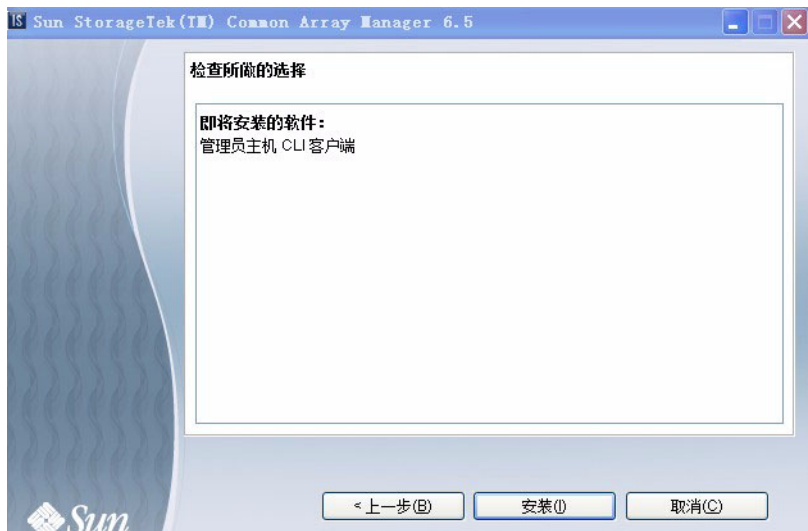 Sun StorageTek(TM) Common Array Manager 6.5
检查所做的选择
即将安装的软件：
管理员主机 CLI 客户端
<上一步(B)
安装(I)
取消(C)
Sun